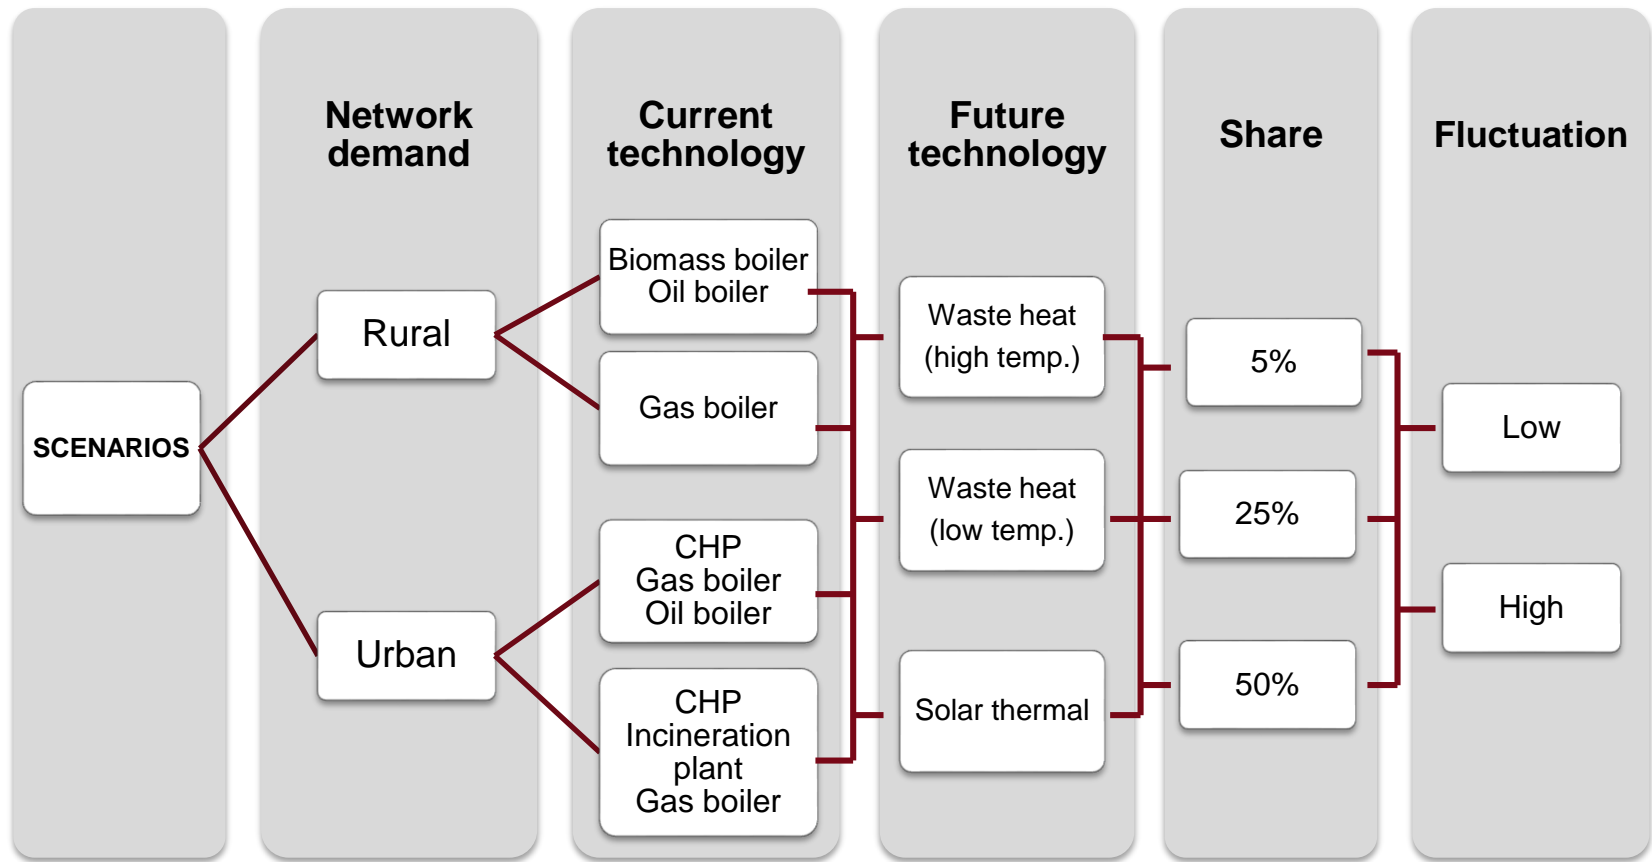 Network
demand
Current
technology
Future
technology
Share
Fluctuation
SCENARIOS
Rural
Urban
Biomass boiler
Oil boiler
Gas boiler
CHP
Gas boiler
Oil boiler
CHP
Incineration
plant
Gas boiler
Waste heat
(high temp.)
Waste heat
(low temp.)
Solar thermal
5%
25%
50%
Low
High